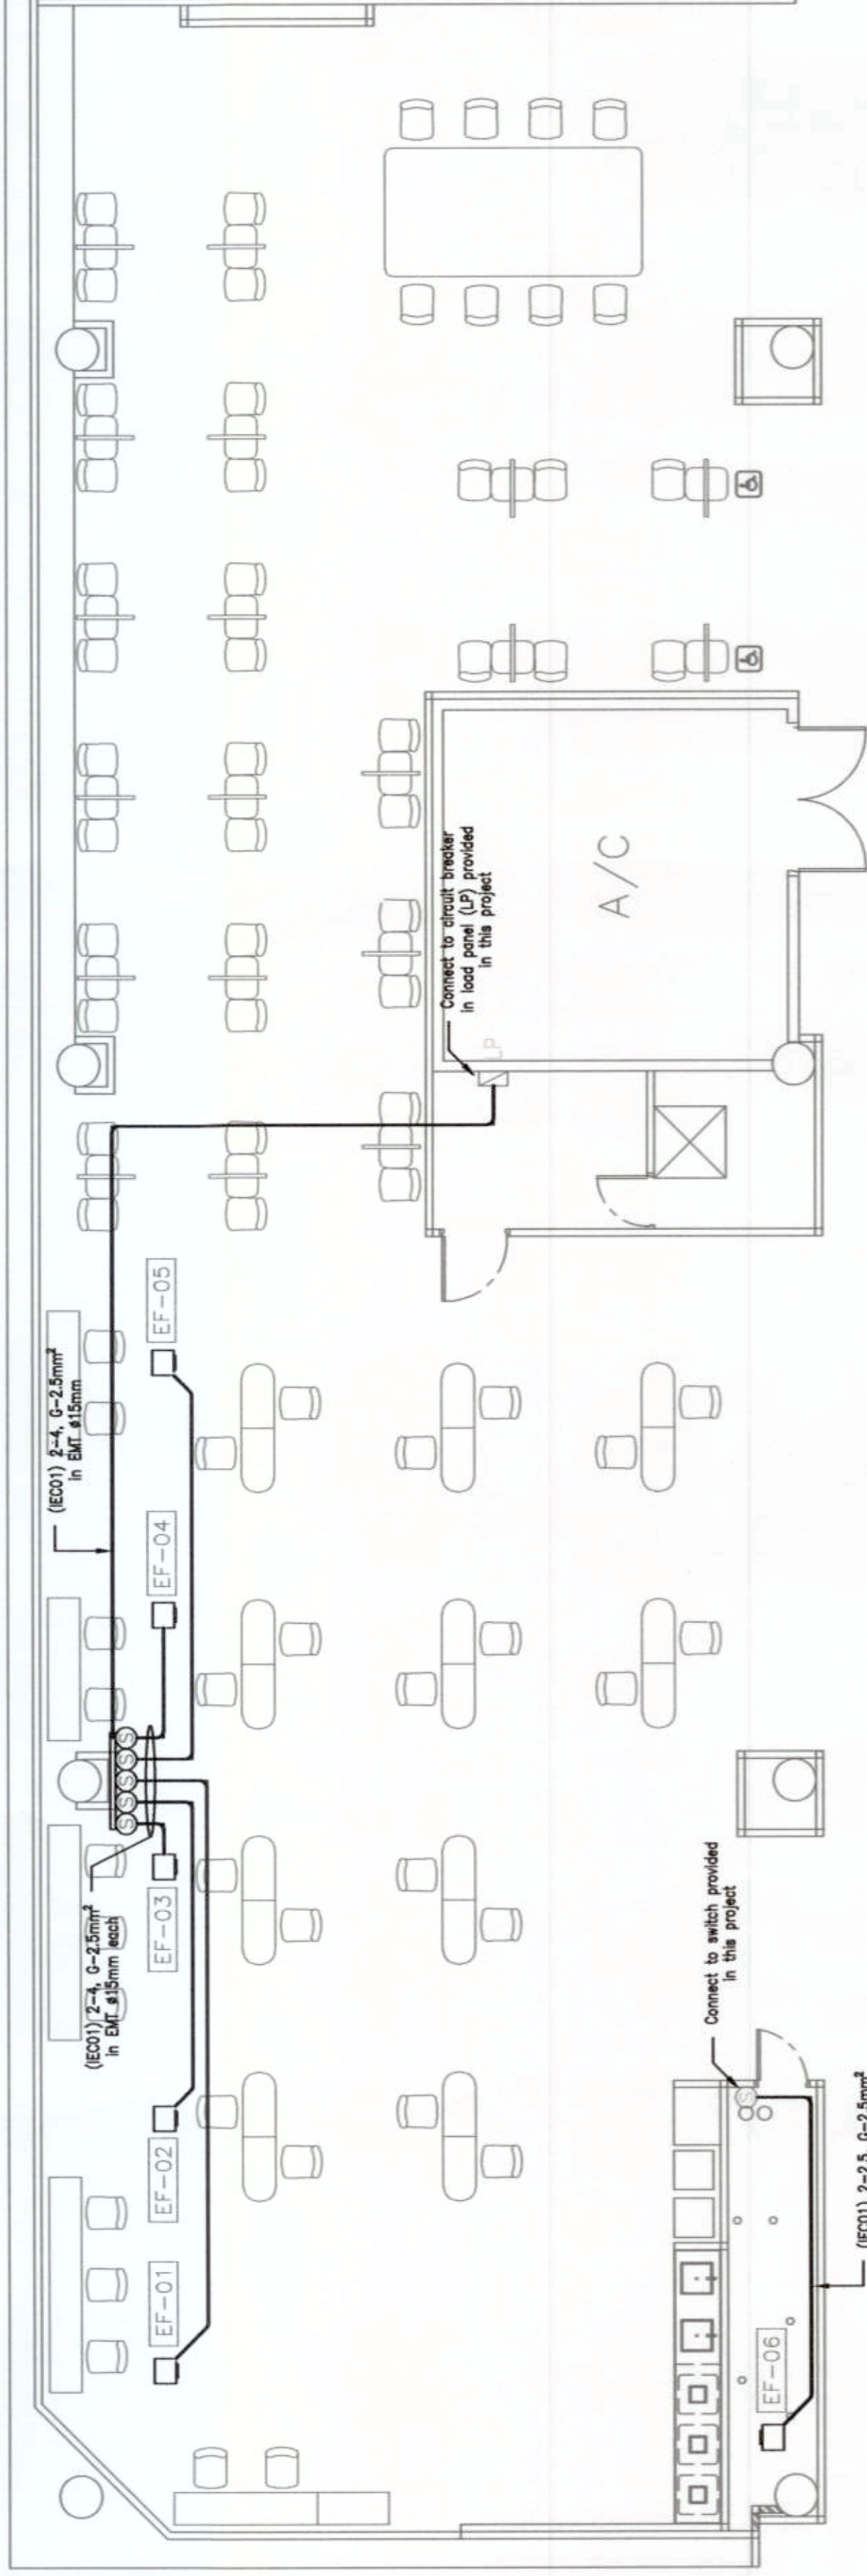 (IEC01) 2-4, G-2.5mm²
in EMT ø15mm
EF-05
EF-04
(IEC01) 2-4, G-2.5mm²
in EMT ø15mm each
EF-03
EF-02
EF-01
S
S
S
S
S
Connect to circuit breaker
in load panel (LP) provided
in this project
LP
A/C
Connect to switch provided
in this project
S
EF-06
(IEC01) 2-2.5, G-2.5mm²